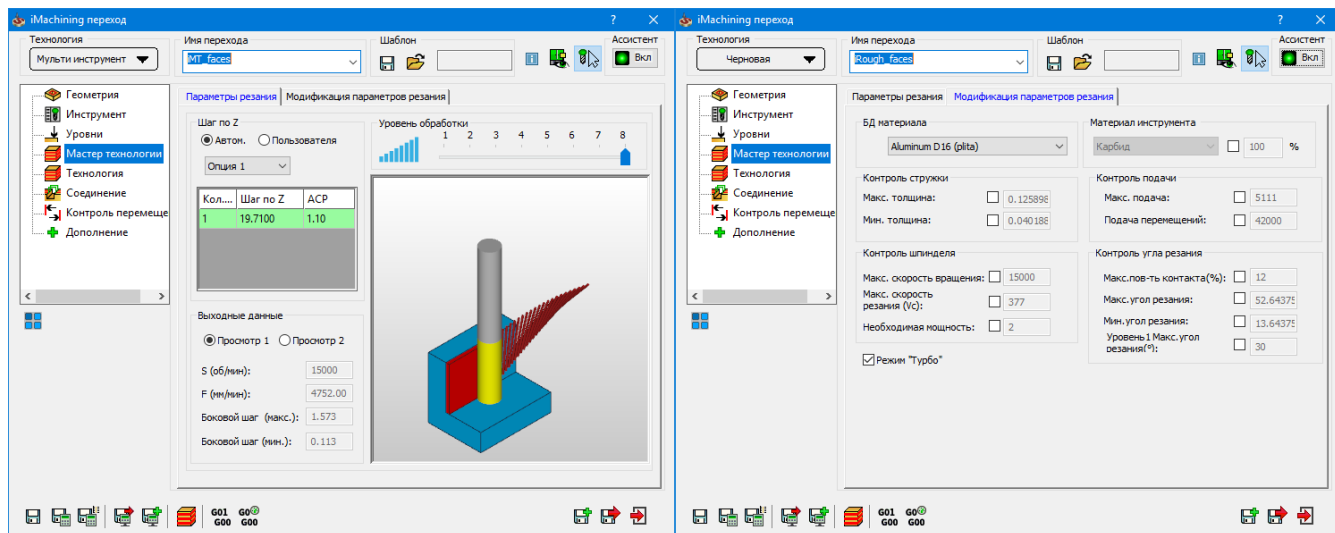 iMachining переход
Технология
Мульти инструмент
Имя перехода
MT_faces
Шаблон
Ассистент
Вкл
Геометрия
Инструмент
Уровни
Мастер технологии
Технология
Соединение
Контроль перемеще
Дополнение
Параметры резания
Модификация параметров резания
Шаг по Z
Автом.
Пользователя
Опция 1
Кол.... Шаг по Z ACP
1 19.7100 1.10
Уровень обработки
1 2 3 4 5 6 7 8
Выходные данные
Просмотр 1
Просмотр 2
S (об/мин): 15000
F (мм/мин): 4752.00
Боковой шаг (макс.): 1.573
Боковой шаг (мин.): 0.113
G01 G0
G00 G00
iMachining переход
Технология
Черновая
Имя перехода
Rough_faces
Шаблон
Ассистент
Вкл
Геометрия
Инструмент
Уровни
Мастер технологии
Технология
Соединение
Контроль перемеще
Дополнение
Параметры резания
Модификация параметров резания
БД материала
Aluminum D16 (plita)
Материал инструмента
Карбид 100 %
Контроль стружки
Макс. толщина: 0.125898
Мин. толщина: 0.040188
Контроль подачи
Макс. подача: 5111
Подача перемещений: 42000
Контроль шпинделя
Макс. скорость вращения: 15000
Макс. скорость
резания (Vc): 377
Необходимая мощность: 2
Контроль угла резания
Макс.пов-ть контакта(%): 12
Макс.угол резания: 52.64375
Мин.угол резания: 13.64375
Уровень1 Макс.угол
резания(°): 30
Режим "Турбо"
G01 G0
G00 G00